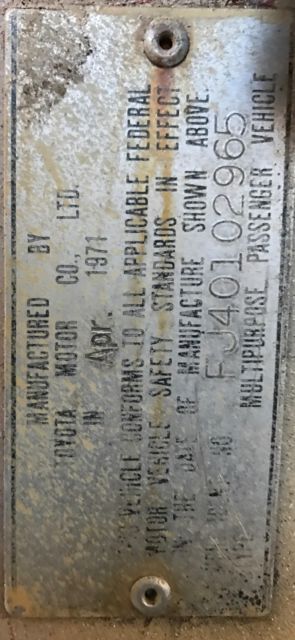 MANUFACTURED BY
TOYOTA MOTOR CO., LTD.
IN Apr. 1971
VEHICLE CONFORMS TO ALL APPLICABLE FEDERAL
MOTOR VEHICLE SAFETY STANDARDS IN EFFECT
THE DATE OF MANUFACTURE SHOWN ABOVE.
NO FJ40102965
MULTIPURPOSE PASSENGER VEHICLE